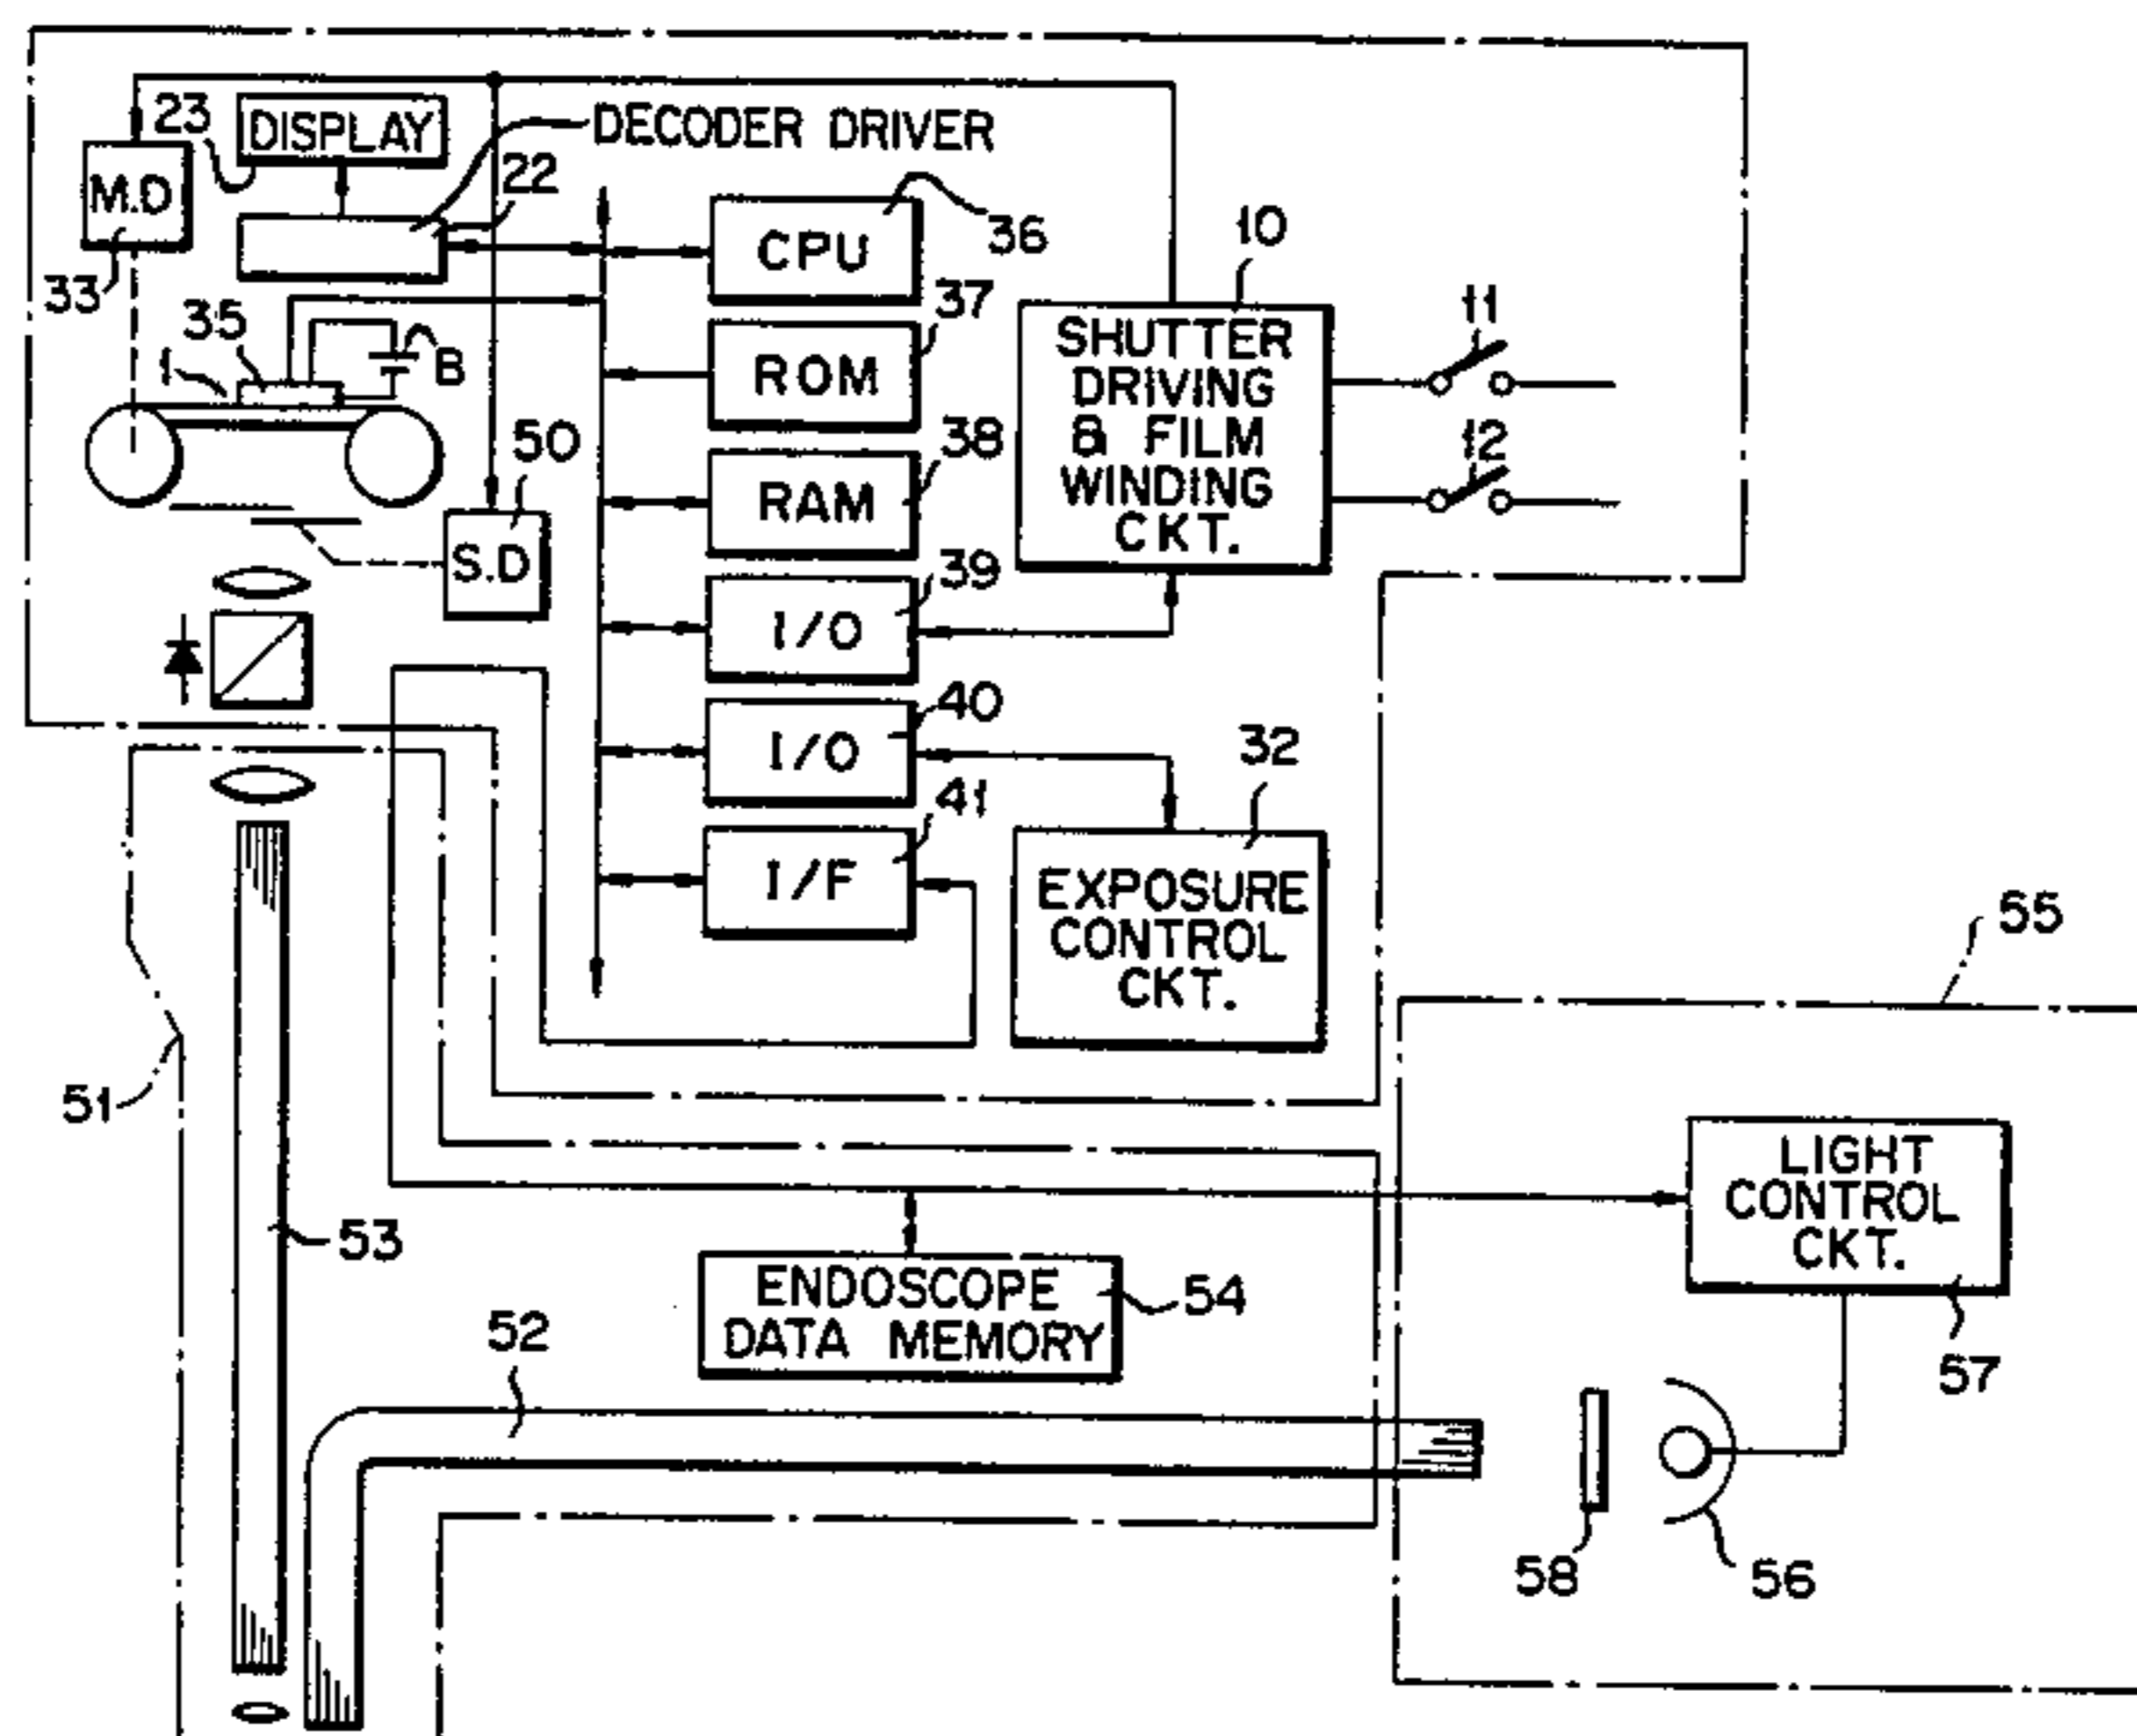 23
DISPLAY
DECODER DRIVER
M.D
22
33
CPU
36
10
35
1
B
ROM
37
SHUTTER
DRIVING
& FILM
WINDING
CKT.
11
12
50
RAM
38
S.D
I/O
39
I/O
40
32
I/F
41
EXPOSURE
CONTROL
CKT.
55
51
LIGHT
CONTROL
CKT.
53
ENDOSCOPE
DATA MEMORY
54
52
57
58
56